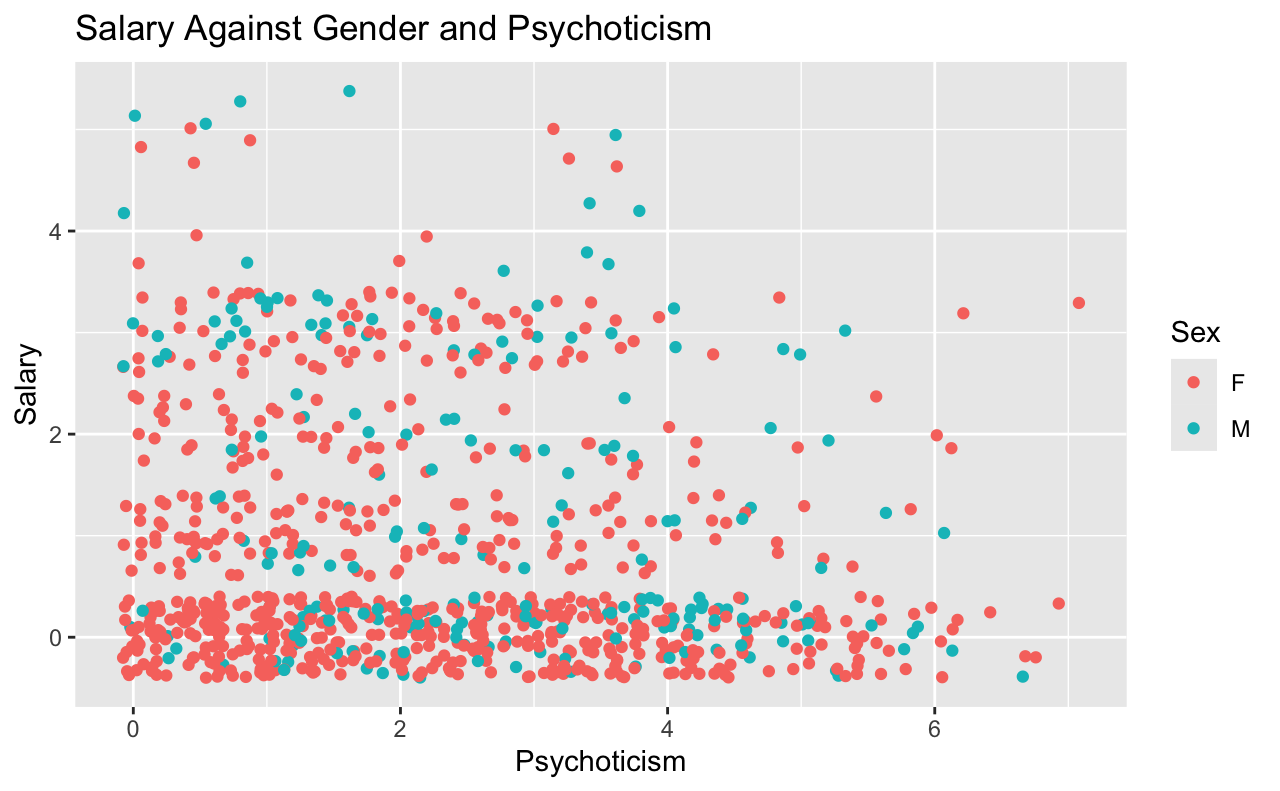 Salary Against Gender and Psychoticism
Salary
4
2
0
0 2 4 6
Psychoticism
Sex
F
M